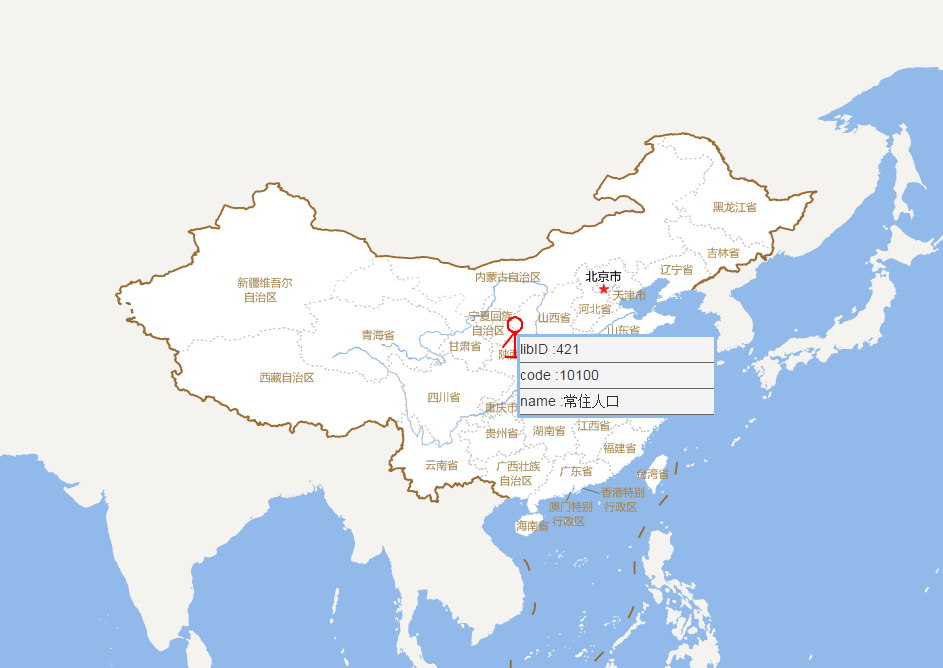 黑龙江省
吉林省
辽宁省
内蒙古自治区
北京市
天津市
新疆维吾尔
自治区
河北省
宁夏回族
自治区
山西省
山东省
青海省
甘肃省
陕西
libID :421
西藏自治区
code :10100
四川省
name :常住人口
重庆市
贵州省
湖南省
江西省
福建省
云南省
广西壮族
自治区
广东省
台湾省
香港特别
行政区
澳门特别
行政区
海南省